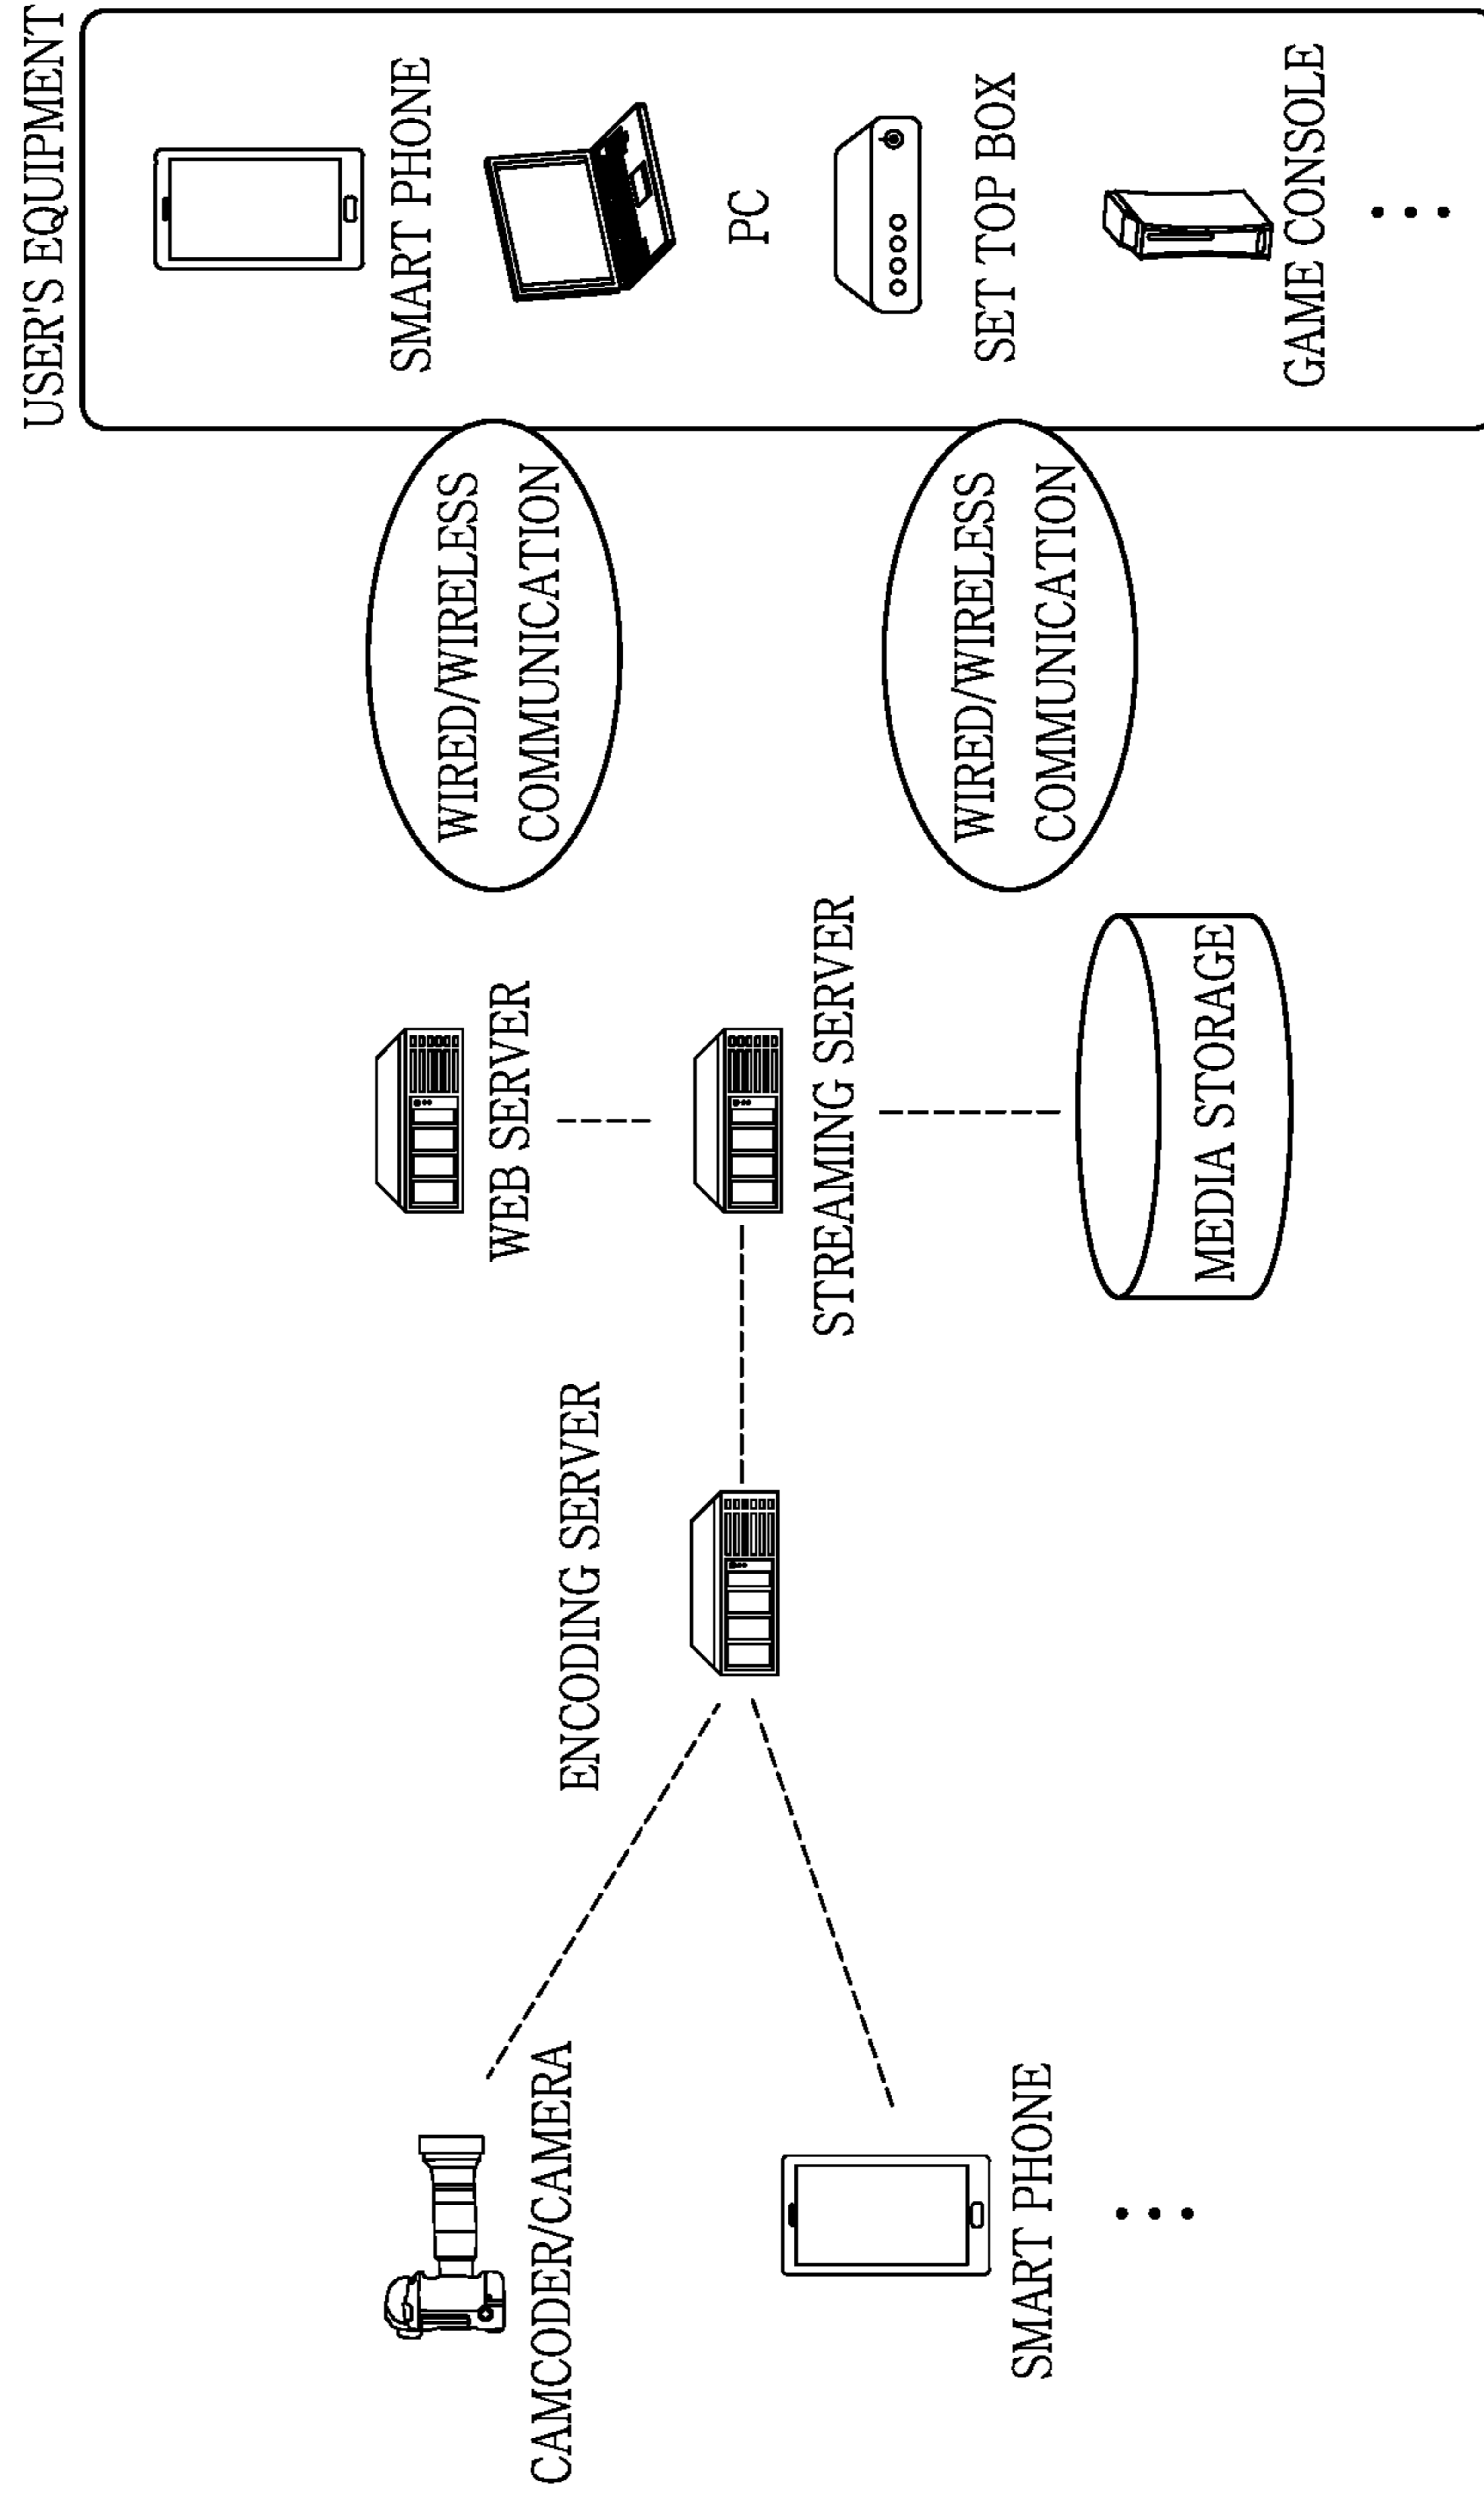 CAMCODER/CAMERA
SMART PHONE
ENCODING SERVER
WEB SERVER
STREAMING SERVER
MEDIA STORAGE
WIRED/WIRELESS
COMMUNICATION
WIRED/WIRELESS
COMMUNICATION
USER'S EQUIPMENT
SMART PHONE
PC
SET TOP BOX
GAME CONSOLE